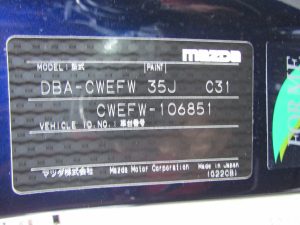 mazda
MODEL:型式 [PAINT]
DBA-CWEFW 35J C31
CWEFW-106851
VEHICLE ID.NO.:車台番号
マツダ株式会社 Mazda Motor Corporation Made in Japan
(G22CB)